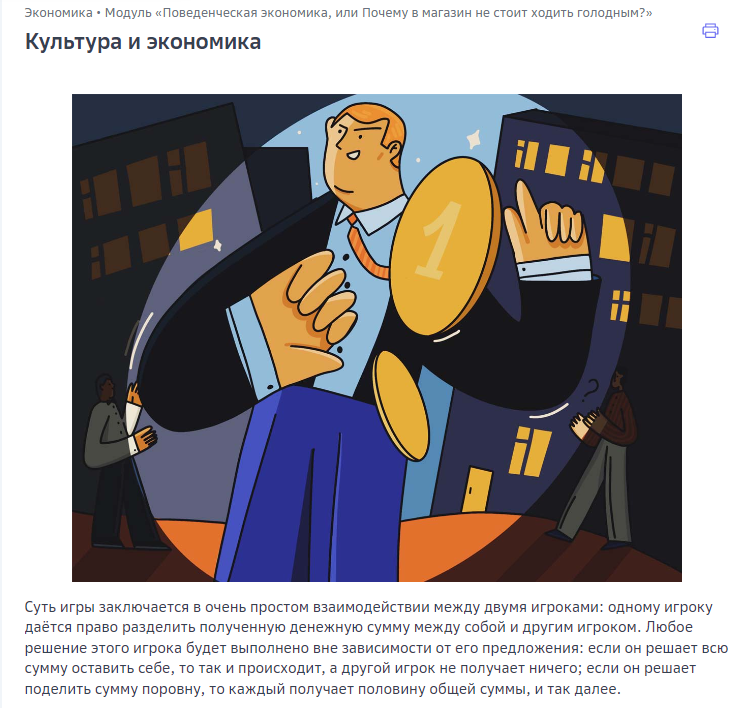 Экономика • Модуль «Поведенческая экономика, или Почему в магазин не стоит ходить голодным?»
Культура и экономика
1
?
Суть игры заключается в очень простом взаимодействии между двумя игроками: одному игроку
даётся право разделить полученную денежную сумму между собой и другим игроком. Любое
решение этого игрока будет выполнено вне зависимости от его предложения: если он решает всю
сумму оставить себе, то так и происходит, а другой игрок не получает ничего; если он решает
поделить сумму поровну, то каждый получает половину общей суммы, и так далее.